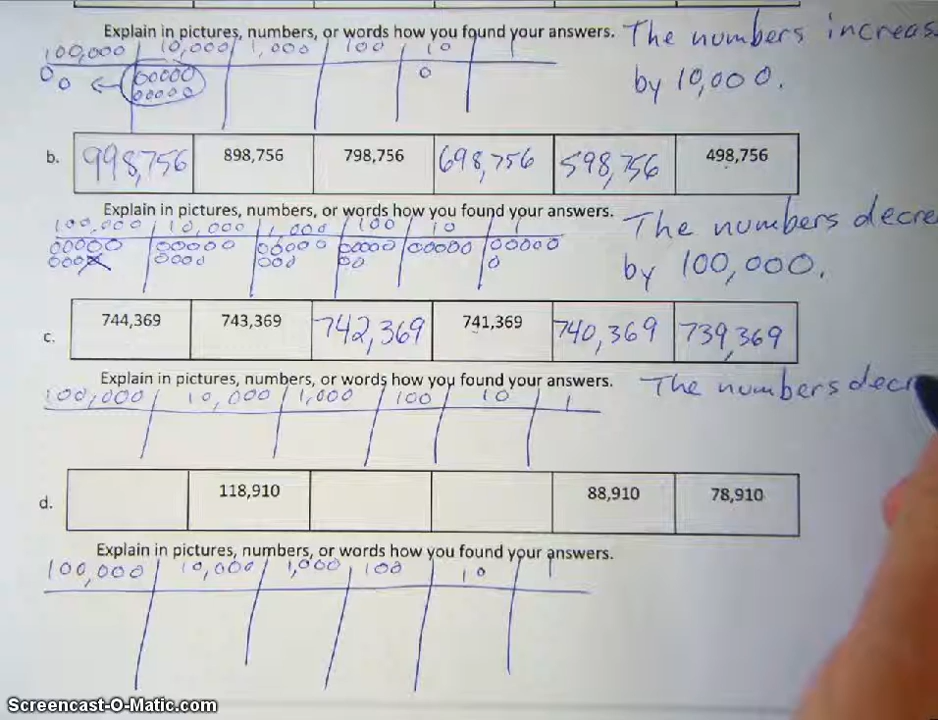 Explain in pictures, numbers, or words how you found your answers. The numbers increas
100,000 10,000 1,000 100 10 1
by 10,000.
b. 998,756 898,756 798,756 698,756 598,756 498,756
Explain in pictures, numbers, or words how you found your answers. The numbers decre
100,000 10,000 1,000 100 10 1
by 100,000.
c. 744,369 743,369 742,369 741,369 740,369 739,369
Explain in pictures, numbers, or words how you found your answers. The numbers decr
100,000 10,000 1,000 100 10 1
d. 118,910 88,910 78,910
Explain in pictures, numbers, or words how you found your answers.
100,000 10,000 1,000 100 10 1
Screencast-O-Matic.com